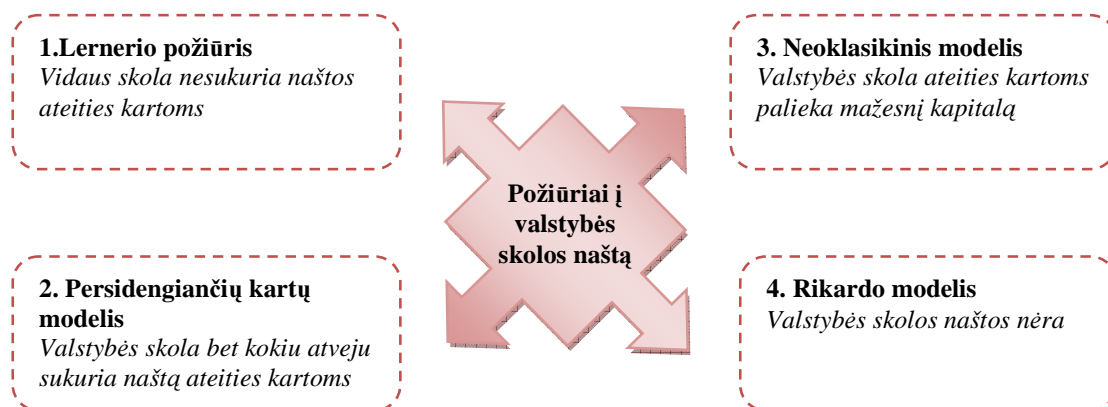 1.Lernerio požiūris
Vidaus skola nesukuria naštos
ateities kartoms
2. Persidengiančių kartų
modelis
Valstybės skola bet kokiu atveju
sukuria naštą ateities kartoms
Požiūriai į
valstybės
skolos naštą
3. Neoklasikinis modelis
Valstybės skola ateities kartoms
palieka mažesnį kapitalą
4. Rikardo modelis
Valstybės skolos naštos nėra